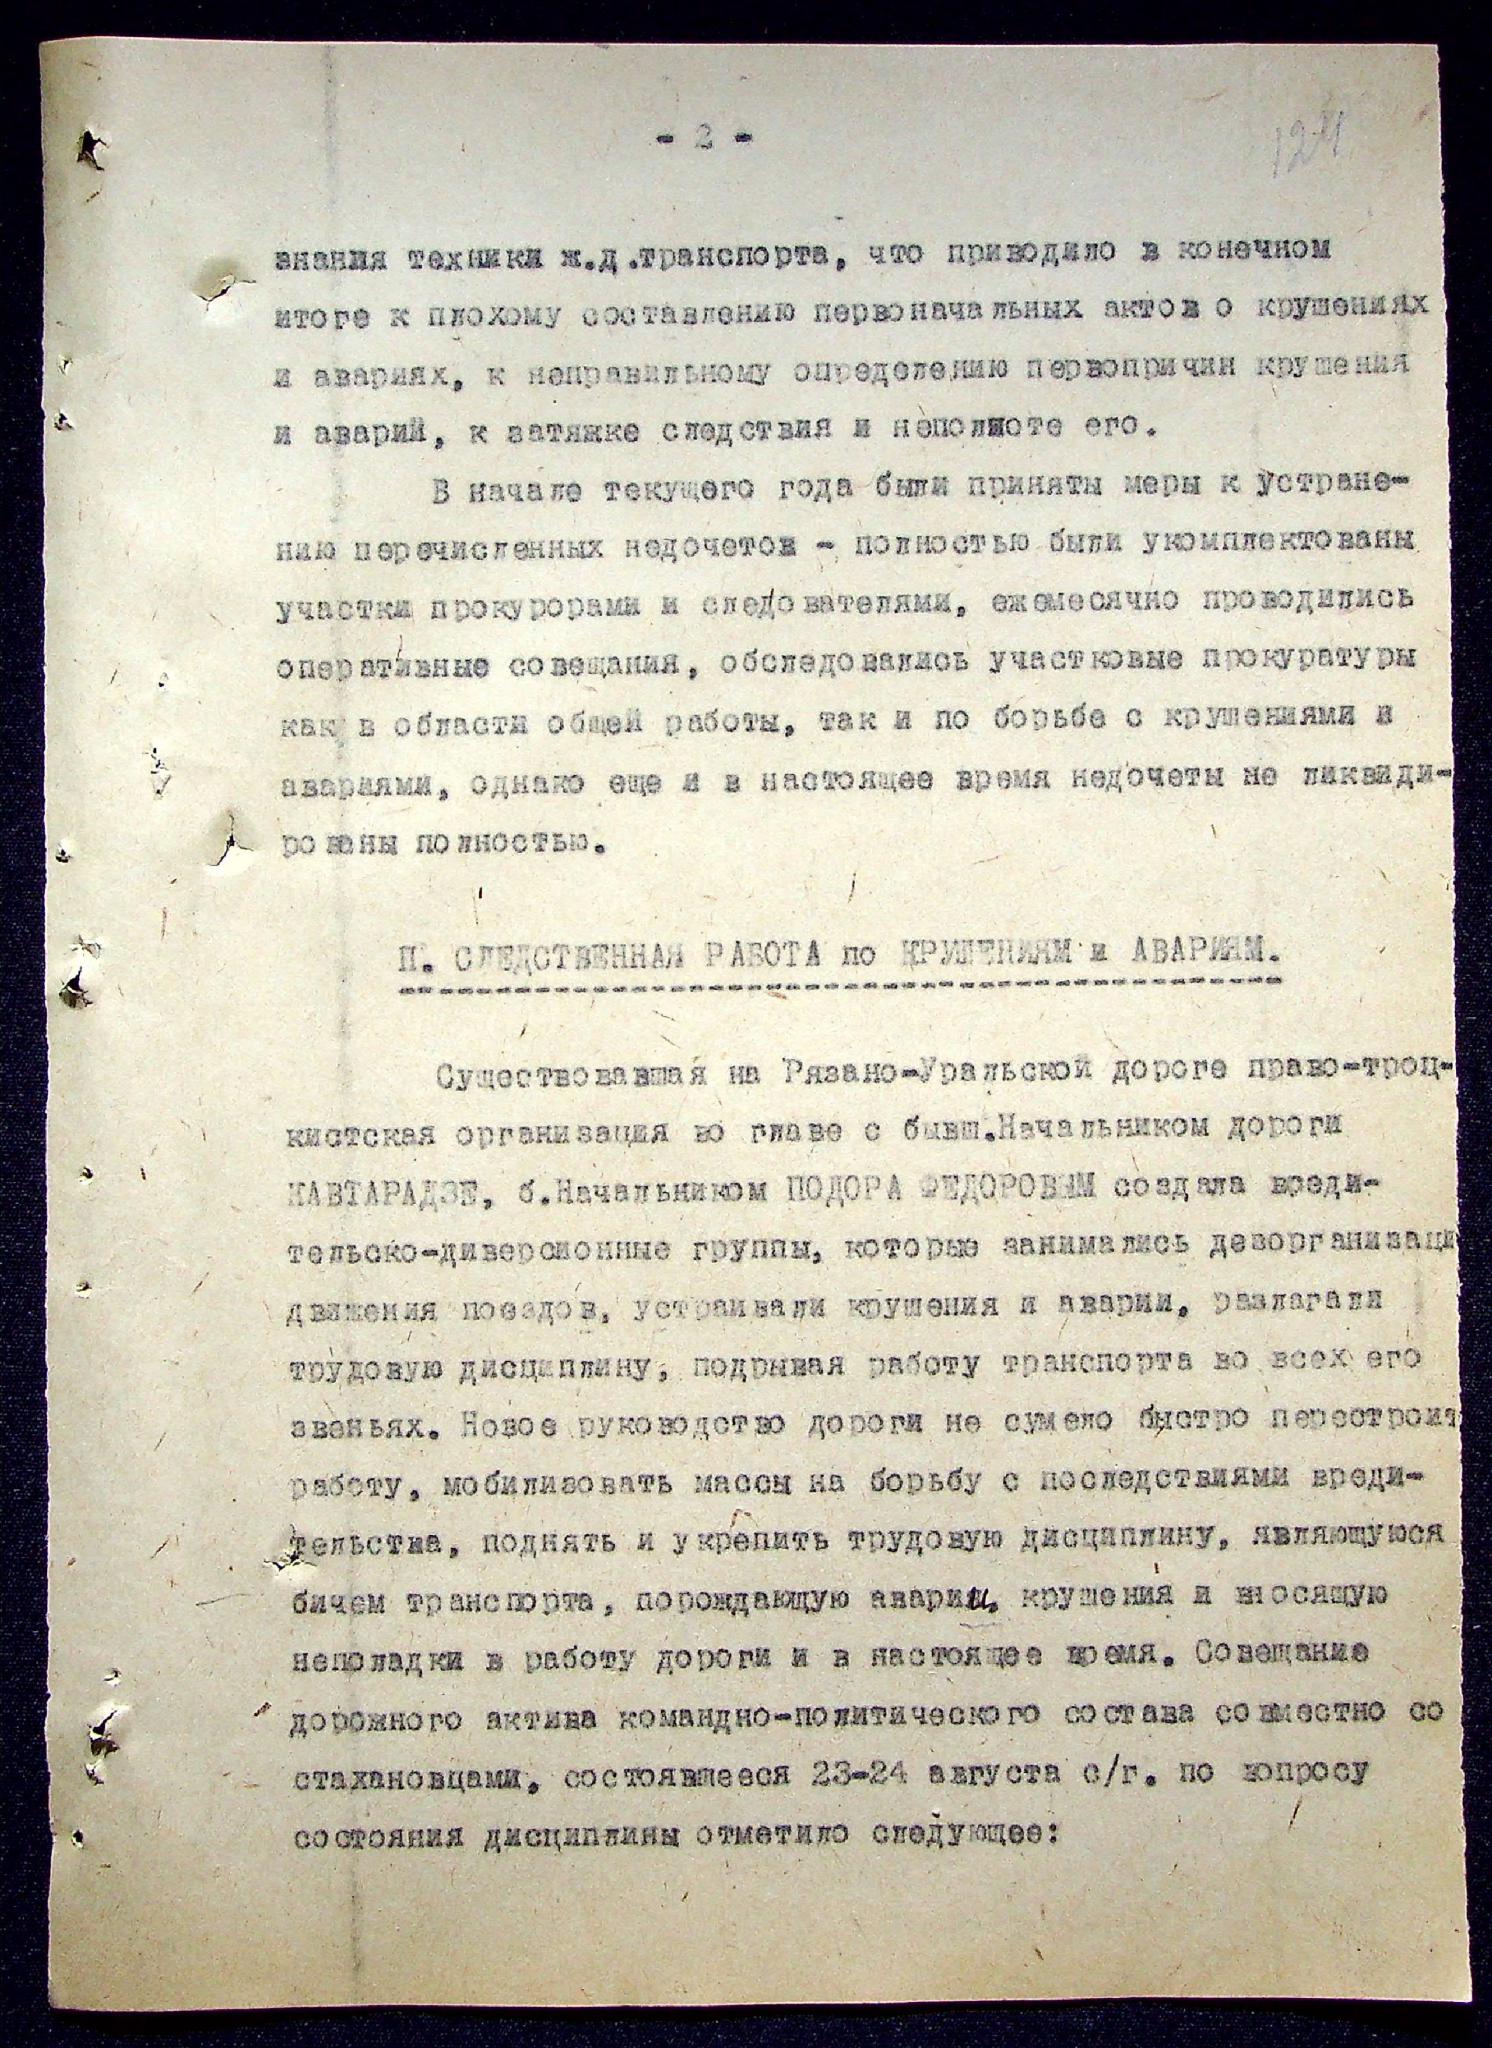 - 2 -
124
знания техники ж.д.транспорта, что приводило в конечном
итоге к плохому составлению первоначальных актов о крушениях
и авариях, к неправильному определению первопричин крушения
и аварий, к затяжке следствия и неполноте его.
В начале текущего года были приняты меры к устране-
нию перечисленных недочетов - полностью были укомплектованы
участки прокурорами и следователями, ежемесячно проводились
оперативные совещания, обследовались участковые прокуратуры
как в области общей работы, так и по борьбе с крушениями и
авариями, однако еще и в настоящее время недочеты не ликвиди-
рованы полностью.
П. СЛЕДСТВЕННАЯ РАБОТА по КРУШЕНИЯМ и АВАРИЯМ.
Существовавшая на Рязано-Уральской дороге право-троц-
кистская организация во главе с бывш.Начальником дороги
КАВТАРАДЗЕ, б.Начальником ПОДОРА ФЕДОРОВЫМ создала вреди-
тельско-диверсионные группы, которые занимались дезорганизаци
движения поездов, устраивали крушения и аварии, разлагали
трудовую дисциплину, подрывая работу транспорта во всех его
звеньях. Новое руководство дороги не сумело быстро перестроит
работу, мобилизовать массы на борьбу с последствиями вреди-
тельства, поднять и укрепить трудовую дисциплину, являющуюся
бичем транспорта, порождающую аварии, крушения и вносящую
неполадки в работу дороги и в настоящее время. Совещание
дорожного актива командно-политического состава совместно со
стахановцами, состоявшееся 23-24 августа с/г. по вопросу
состояния дисциплины отметило следующее: